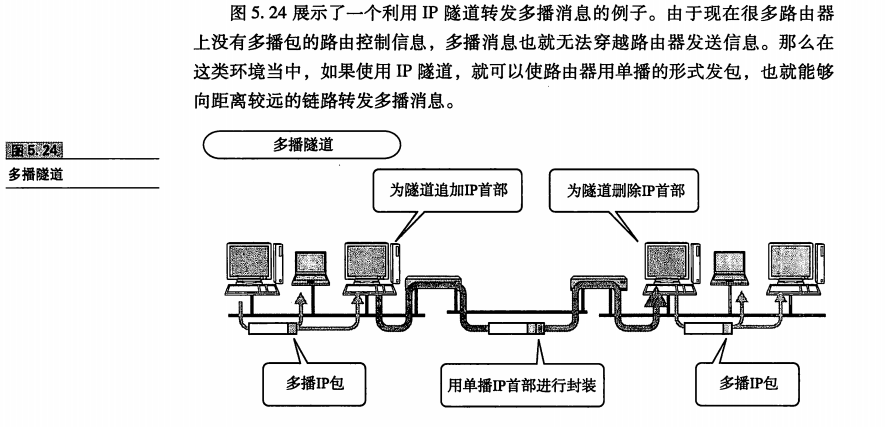 图 5.24 展示了一个利用 IP 隧道转发多播消息的例子。由于现在很多路由器
上没有多播包的路由控制信息，多播消息也就无法穿越路由器发送信息。那么在
这类环境当中，如果使用 IP 隧道，就可以使路由器用单播的形式发包，也就能够
向距离较远的链路转发多播消息。
图 5.24
多播隧道
多播隧道
为隧道追加IP首部
为隧道删除IP首部
多播IP包
用单播IP首部进行封装
多播IP包